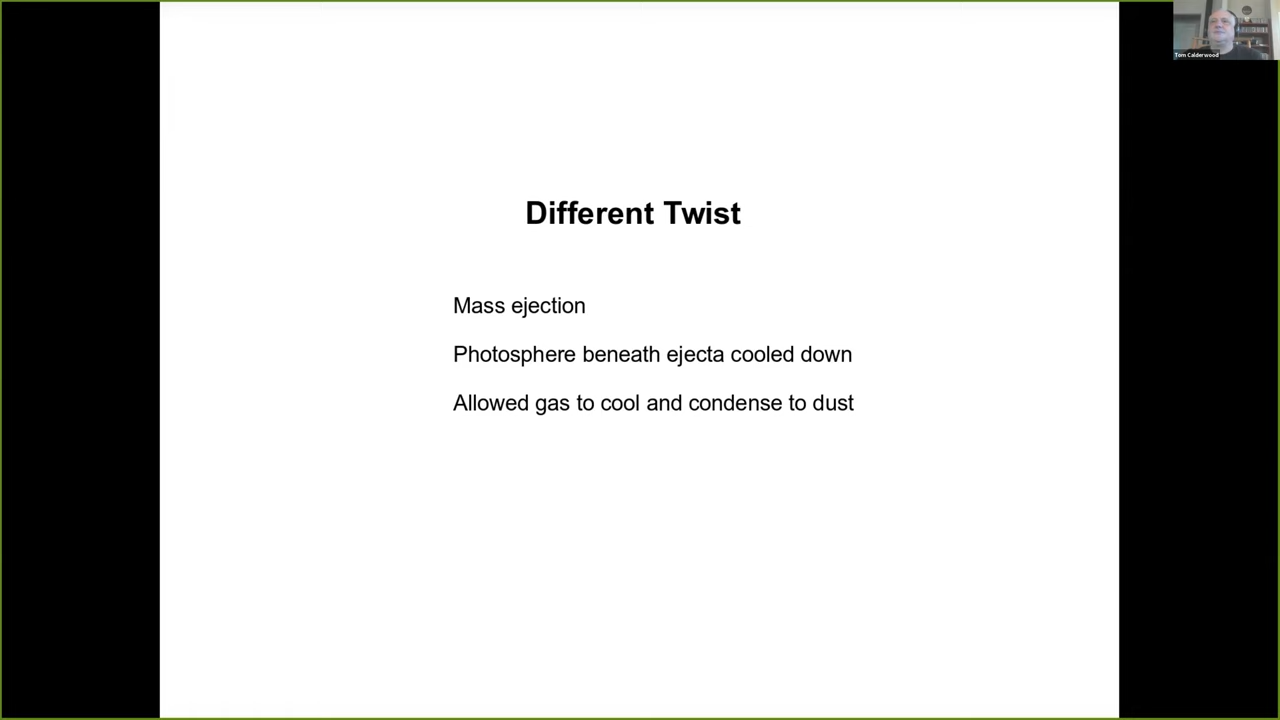 Tom Calderwood
Different Twist
Mass ejection
Photosphere beneath ejecta cooled down
Allowed gas to cool and condense to dust